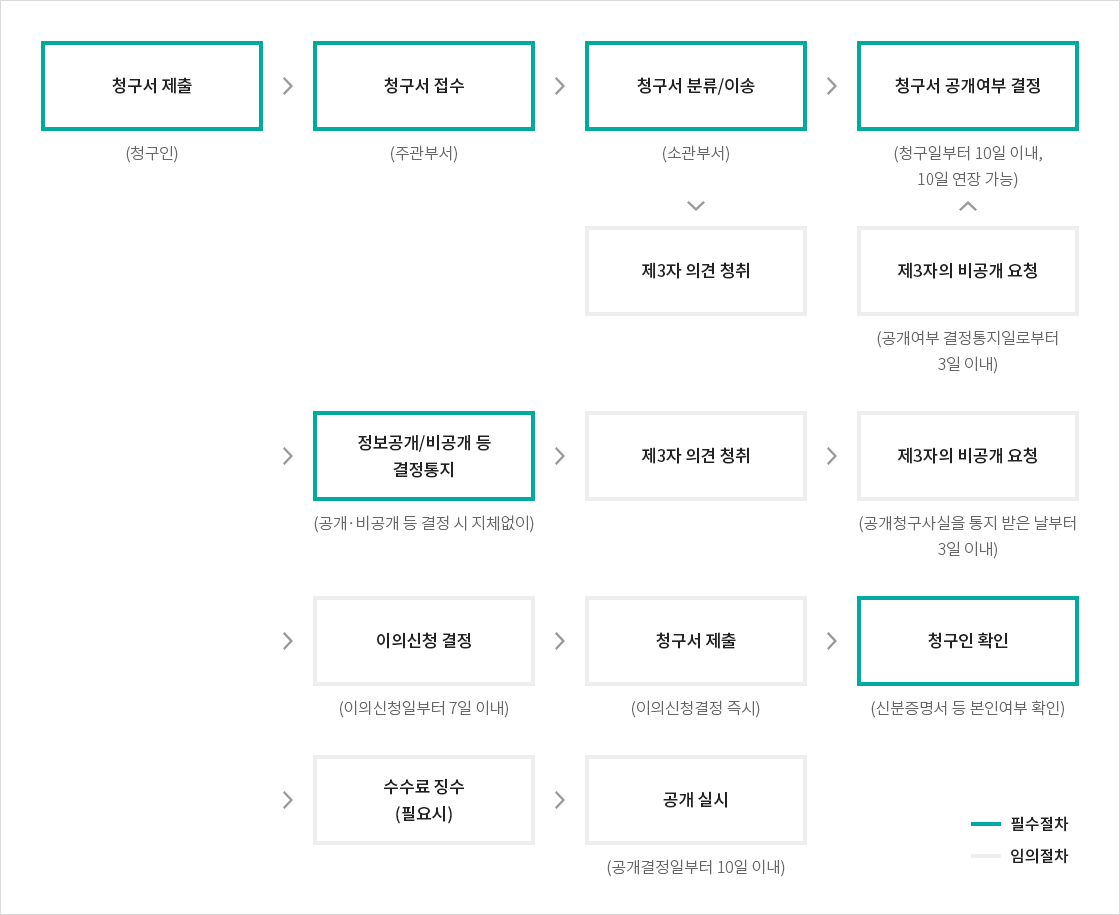 청구서 제출
(청구인)
청구서 접수
(주관부서)
청구서 분류/이송
(소관부서)
청구서 공개여부 결정
(청구일부터 10일 이내,
10일 연장 가능)
제3자 의견 청취
제3자의 비공개 요청
(공개여부 결정통지일로부터
3일 이내)
정보공개/비공개 등
결정통지
(공개·비공개 등 결정 시 지체없이)
제3자 의견 청취
제3자의 비공개 요청
(공개청구사실을 통지 받은 날부터
3일 이내)
이의신청 결정
(이의신청일부터 7일 이내)
청구서 제출
(이의신청결정 즉시)
청구인 확인
(신분증명서 등 본인여부 확인)
수수료 징수
(필요시)
공개 실시
(공개결정일부터 10일 이내)
필수절차
임의절차